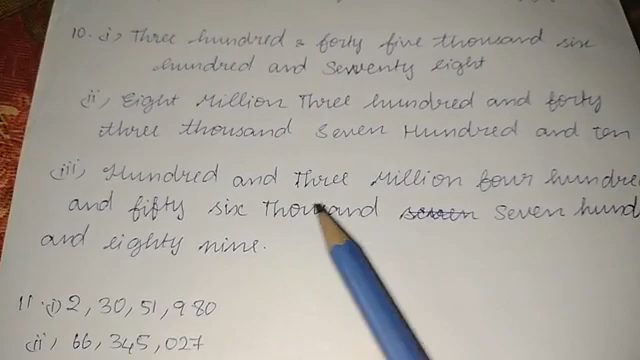 10. i, Three hundred & forty five thousand six
hundred and Seventy eight
ii, Eight Million Three hundred and forty
three thousand Seven Hundred and Ten
iii, Hundred and Three Million four hundre
and fifty six Thousand seven Seven hund
and eighty nine.
11. i) 2,30,51,980
ii, 66,345,027